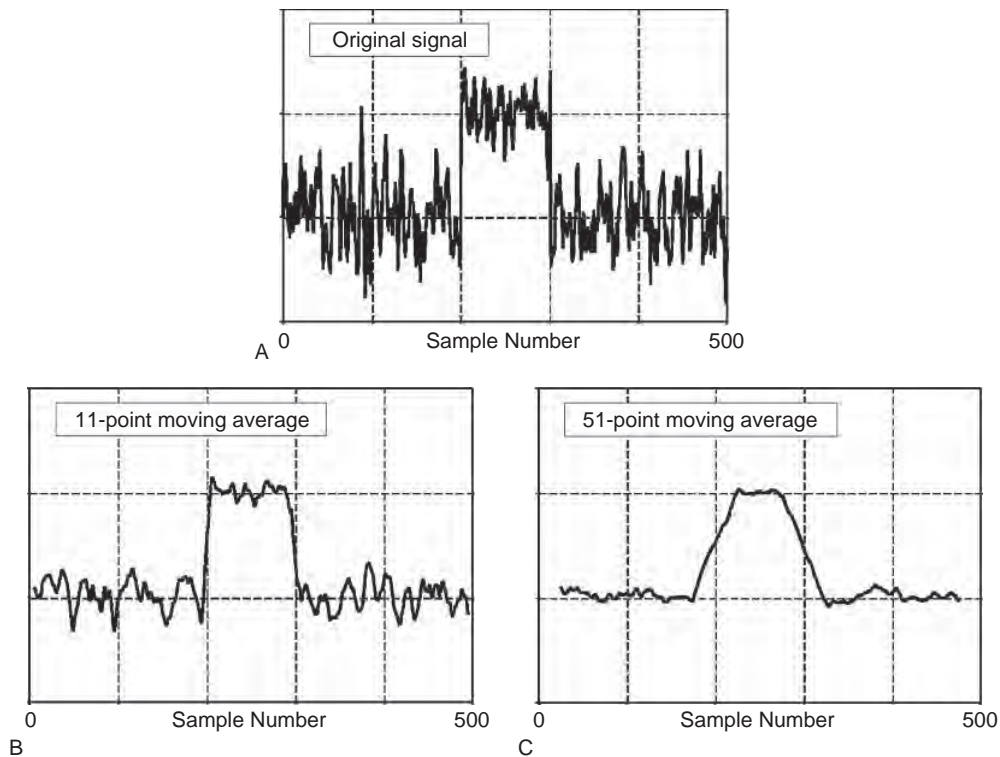 Original signal
A
0
Sample Number
500
11-point moving average
0
Sample Number
500
B
51-point moving average
0
Sample Number
500
C